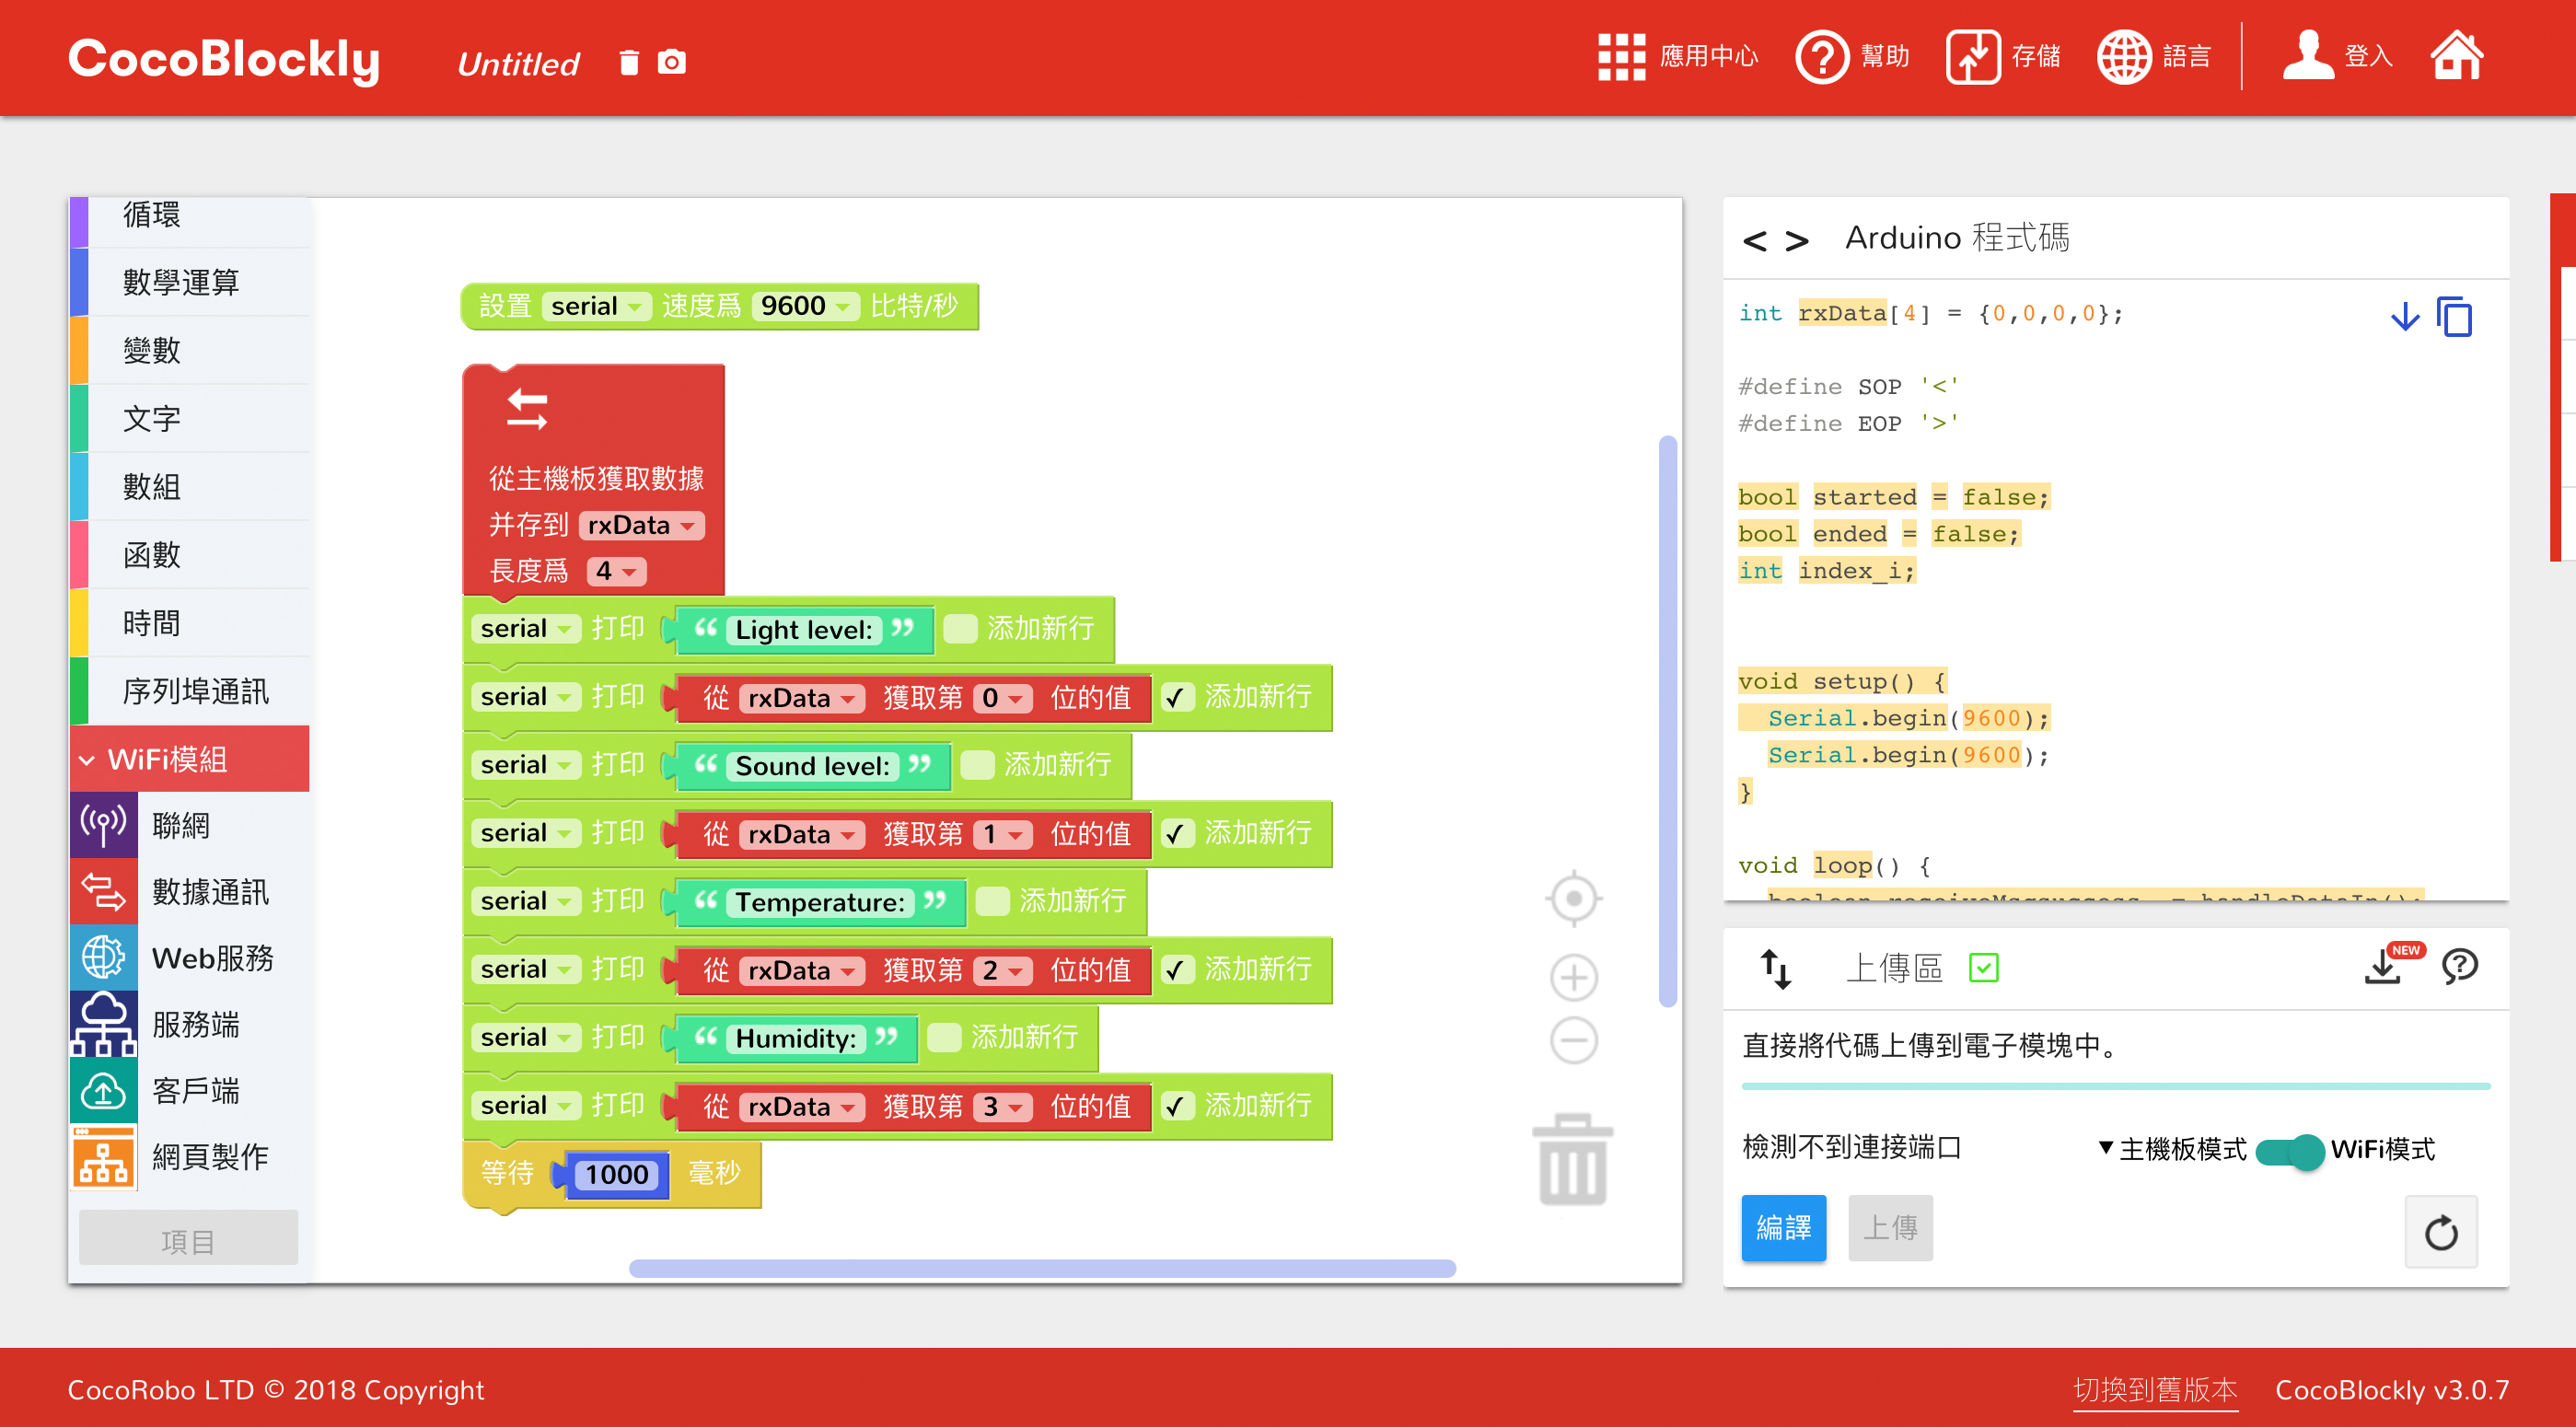 CocoBlockly
Untitled
應用中心
幫助
存儲
語言
登入
循環
數學運算
變數
文字
數組
函數
時間
序列埠通訊
WiFi模組
聯網
數據通訊
Web服務
服務端
客戶端
網頁製作
項目
設置 serial 速度爲 9600 比特/秒
從主機板獲取數據
并存到 rxData
長度爲 4
serial 打印 “ Light level: ” 添加新行
serial 打印 從 rxData 獲取第 0 位的值 ✓ 添加新行
serial 打印 “ Sound level: ” 添加新行
serial 打印 從 rxData 獲取第 1 位的值 ✓ 添加新行
serial 打印 “ Temperature: ” 添加新行
serial 打印 從 rxData 獲取第 2 位的值 ✓ 添加新行
serial 打印 “ Humidity: ” 添加新行
serial 打印 從 rxData 獲取第 3 位的值 ✓ 添加新行
等待 1000 毫秒
< > Arduino 程式碼
int rxData[4] = {0,0,0,0};
#define SOP '<'
#define EOP '>'
bool started = false;
bool ended = false;
int index_i;
void setup() {
Serial.begin(9600);
Serial.begin(9600);
}
void loop() {
上傳區
NEW
直接將代碼上傳到電子模塊中。
檢測不到連接端口
▼主機板模式 WiFi模式
編譯
上傳
CocoRobo LTD © 2018 Copyright
切換到舊版本
CocoBlockly v3.0.7